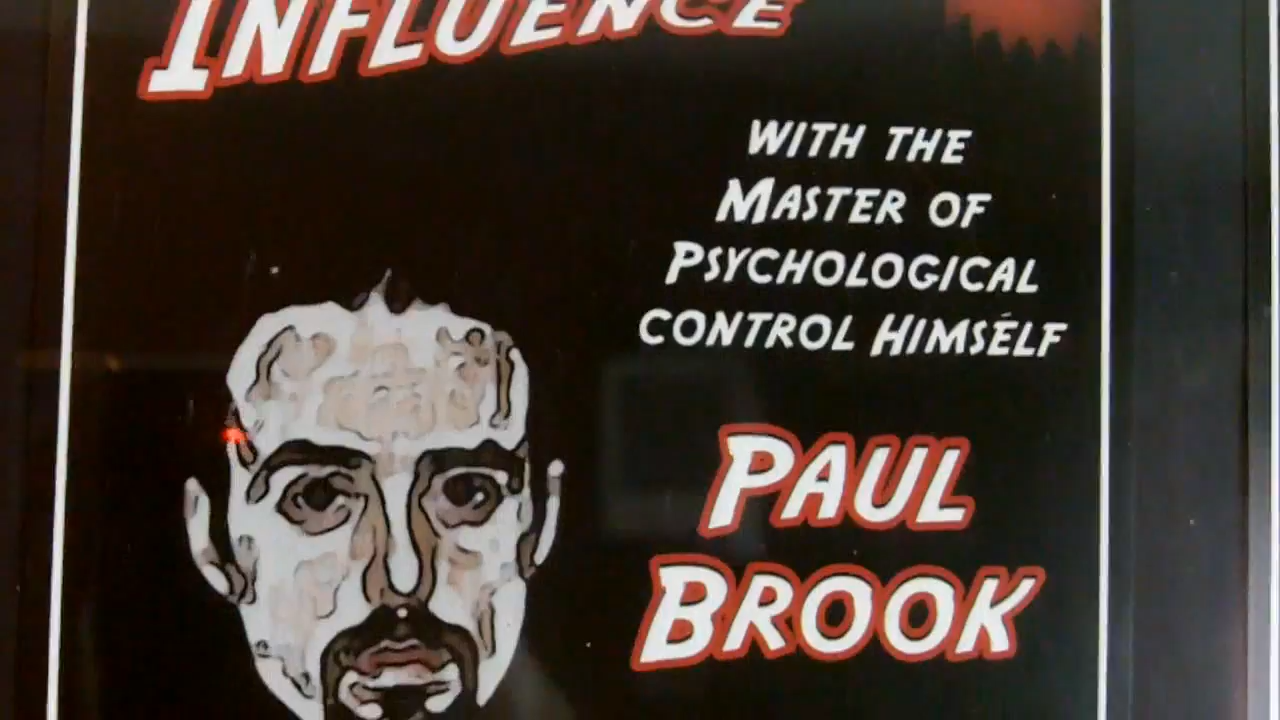 INFLUENCE
WITH THE
MASTER OF
PSYCHOLOGICAL
CONTROL HIMSELF
PAUL
BROOK